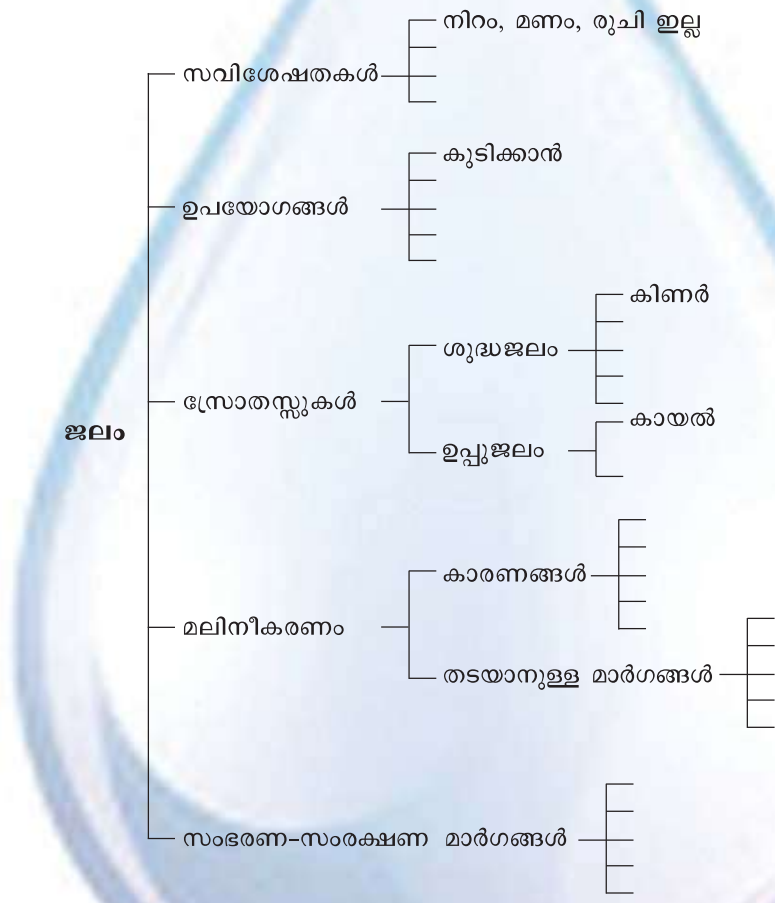 നിറം, മണം, രുചി ഇല്ല
സവിശേഷതകൾ
കുടിക്കാൻ
ഉപയോഗങ്ങൾ
കിണർ
ശുദ്ധജലം
സ്രോതസ്സുകൾ
കായൽ
ജലം
ഉപ്പുജലം
കാരണങ്ങൾ
മലിനീകരണം
തടയാനുള്ള മാർഗങ്ങൾ
സംഭരണ-സംരക്ഷണ മാർഗങ്ങൾ